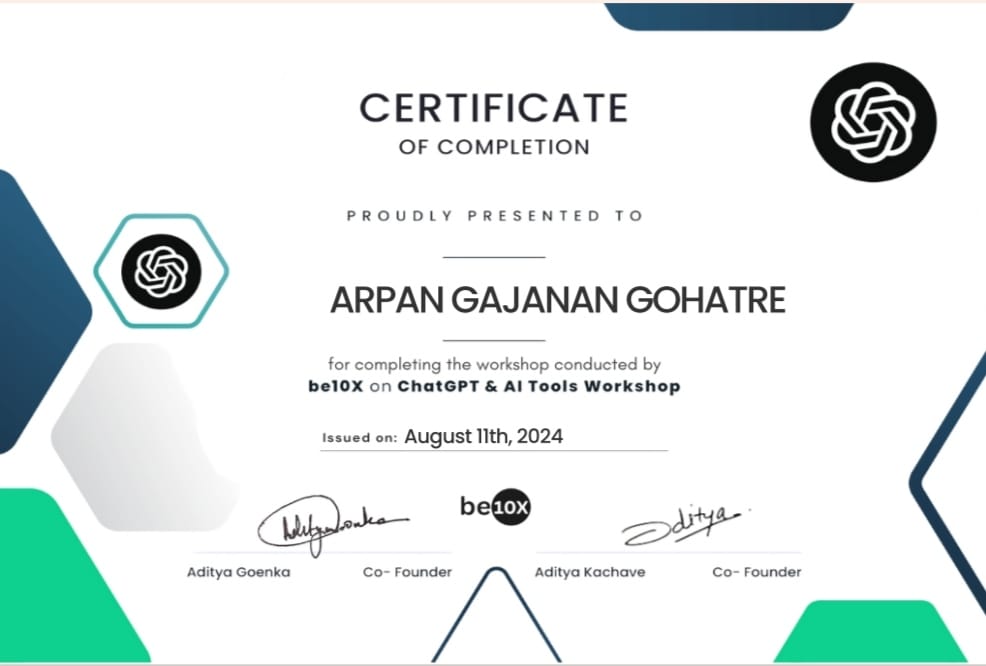 CERTIFICATE
OF COMPLETION
PROUDLY PRESENTED TO
ARPAN GAJANAN GOHATRE
for completing the workshop conducted by
be10X on ChatGPT & AI Tools Workshop
Issued on: August 11th, 2024
be10X
Aditya
Aditya Goenka Co- Founder Aditya Kachave Co- Founder